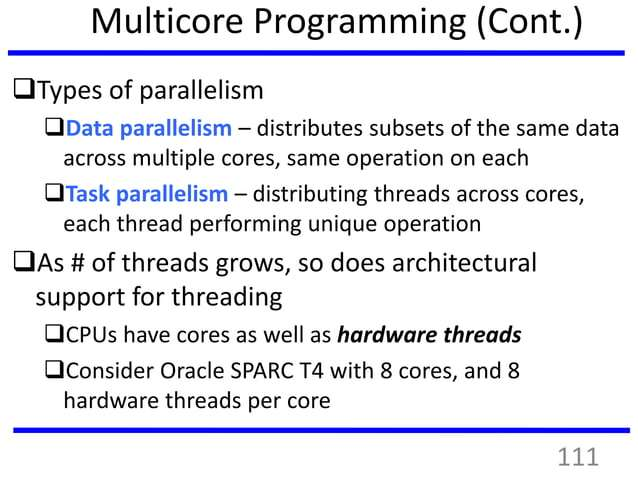 Multicore Programming (Cont.)
❑Types of parallelism
❑Data parallelism – distributes subsets of the same data
across multiple cores, same operation on each
❑Task parallelism – distributing threads across cores,
each thread performing unique operation
❑As # of threads grows, so does architectural
support for threading
❑CPUs have cores as well as hardware threads
❑Consider Oracle SPARC T4 with 8 cores, and 8
hardware threads per core
111